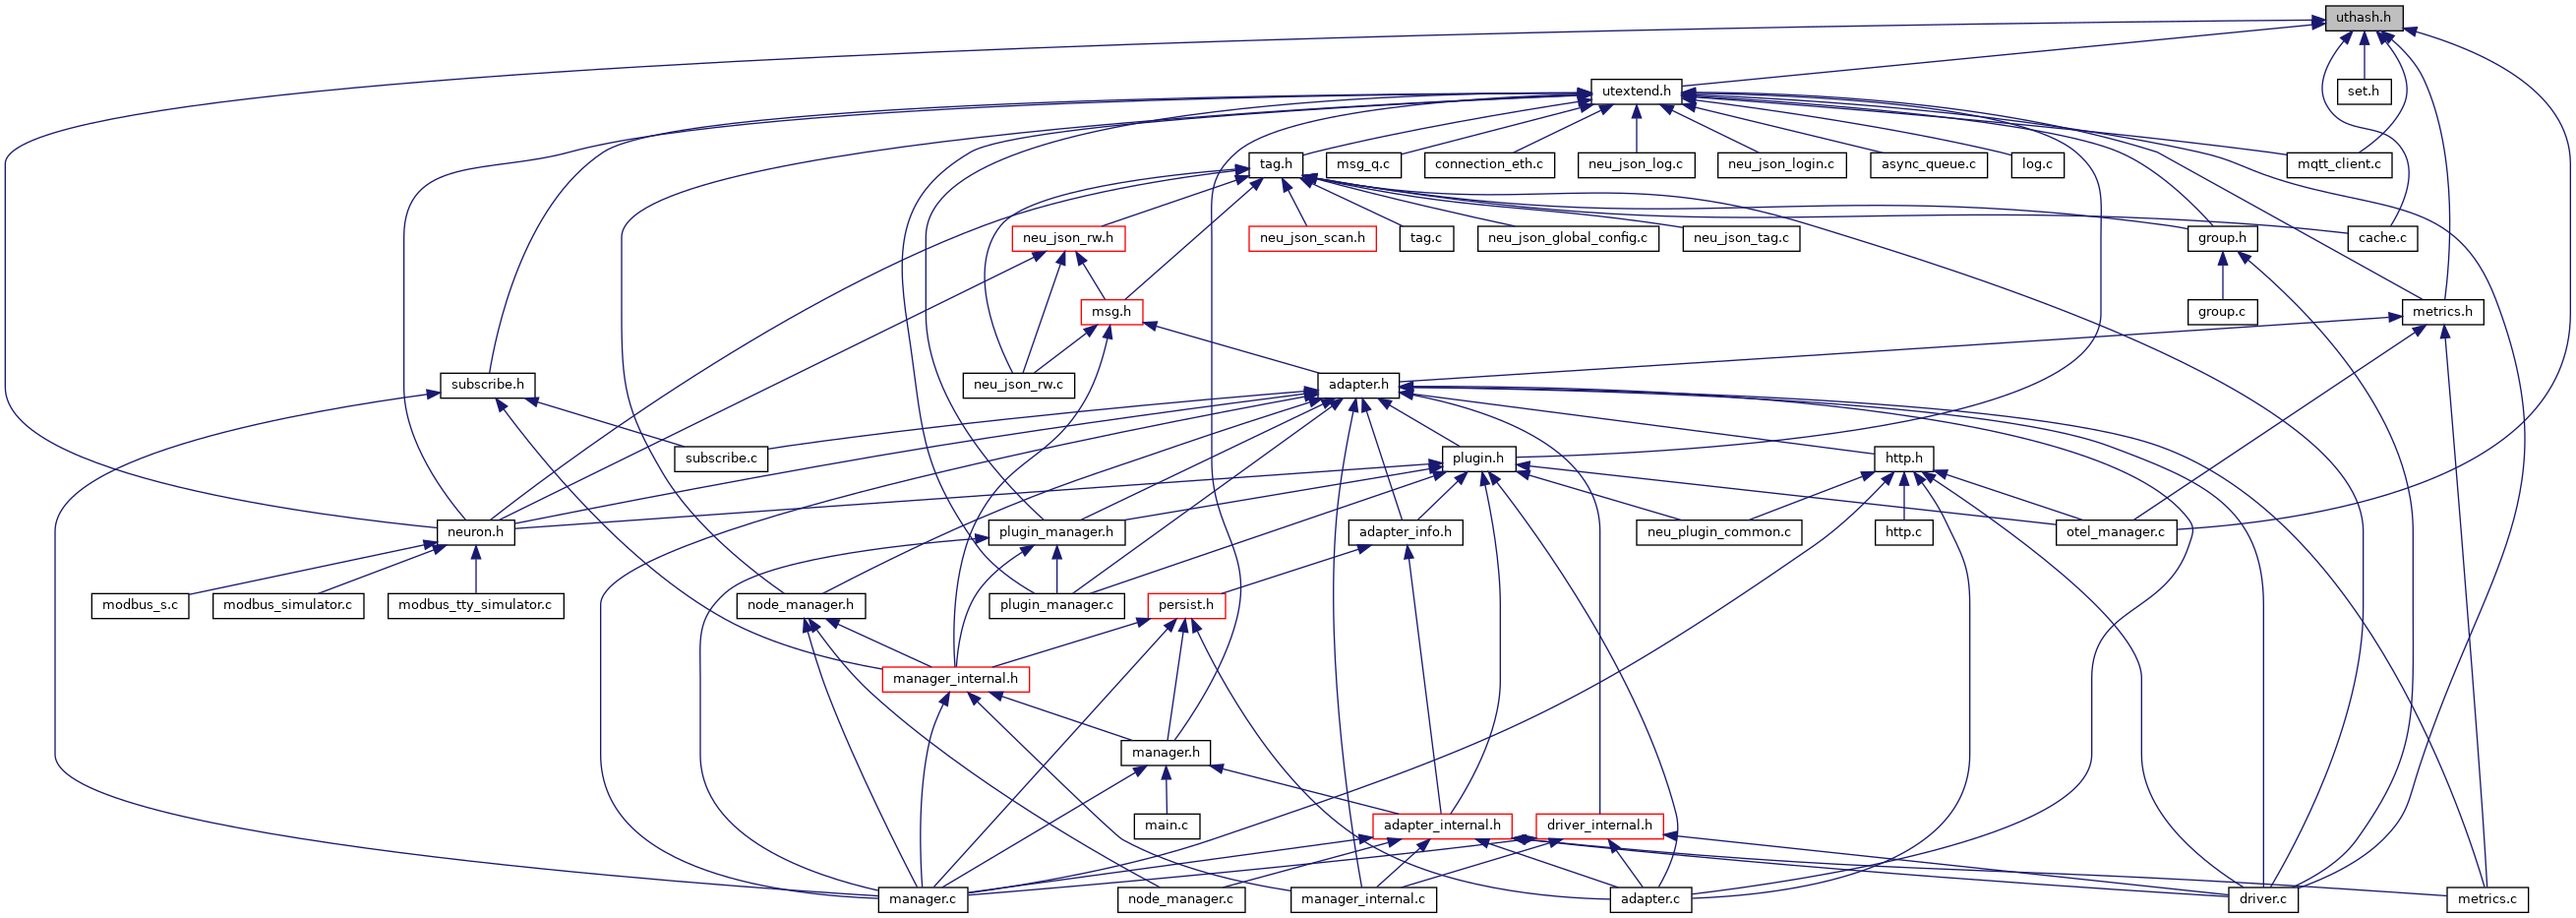 uthash.h
utextend.h
set.h
tag.h
msg_q.c
connection_eth.c
neu_json_log.c
neu_json_login.c
async_queue.c
log.c
mqtt_client.c
neu_json_rw.h
neu_json_scan.h
tag.c
neu_json_global_config.c
neu_json_tag.c
group.h
cache.c
msg.h
group.c
metrics.h
subscribe.h
neu_json_rw.c
adapter.h
subscribe.c
plugin.h
http.h
neuron.h
plugin_manager.h
adapter_info.h
neu_plugin_common.c
http.c
otel_manager.c
modbus_s.c
modbus_simulator.c
modbus_tty_simulator.c
node_manager.h
plugin_manager.c
persist.h
manager_internal.h
manager.h
main.c
adapter_internal.h
driver_internal.h
manager.c
node_manager.c
manager_internal.c
adapter.c
driver.c
metrics.c